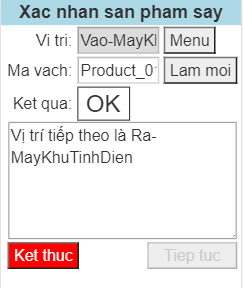 Xac nhan san pham say
Vi tri: Vao-MayKh Menu
Ma vach: Product_0 Lam moi
Ket qua: OK
Vị trí tiếp theo là Ra-
MayKhuTinhDien
Ket thuc Tiep tuc